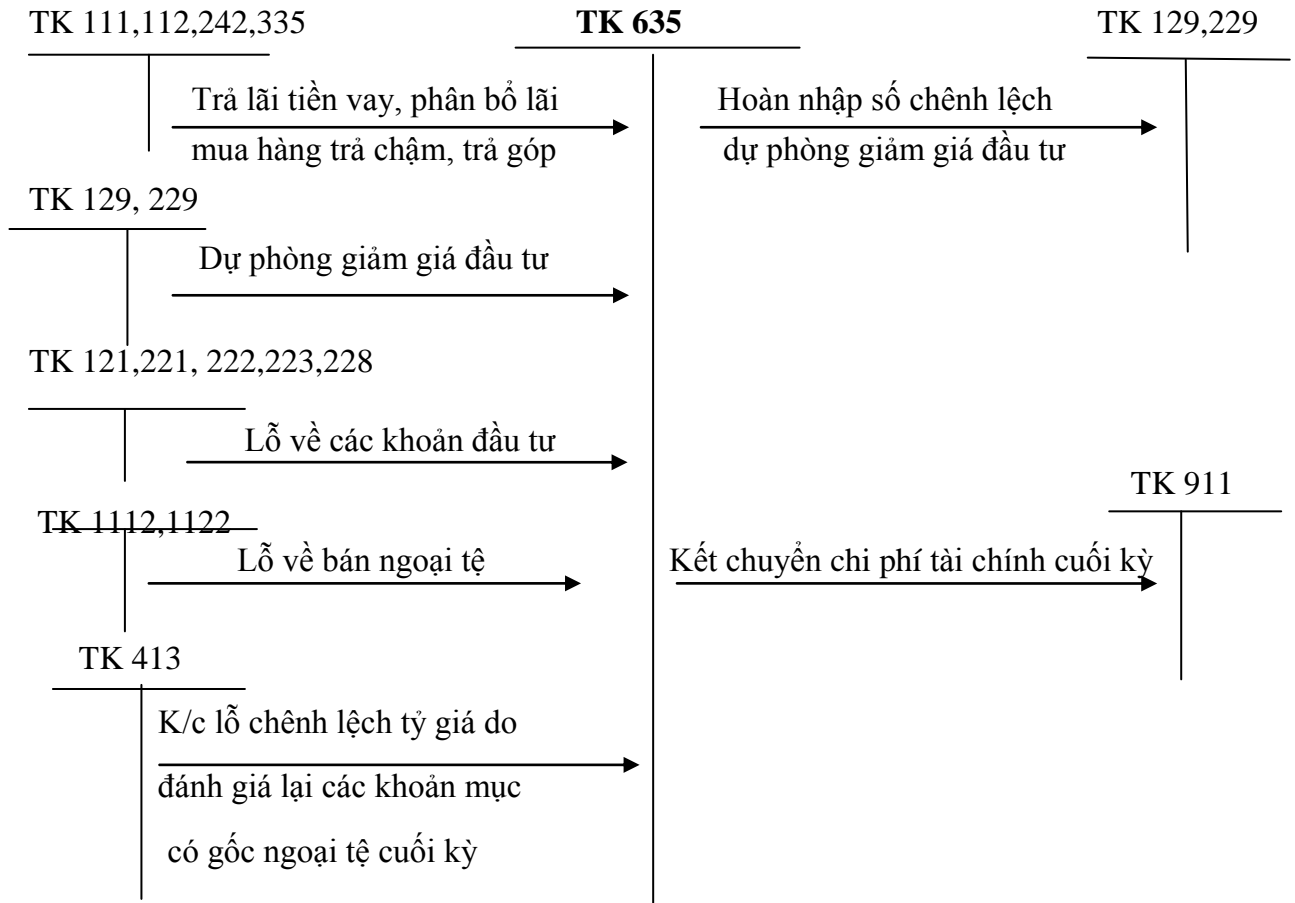 TK 111,112,242,335
TK 635
TK 129,229
Trả lãi tiền vay, phân bổ lãi
mua hàng trả chậm, trả góp
Hoàn nhập số chênh lệch
dự phòng giảm giá đầu tư
TK 129, 229
Dự phòng giảm giá đầu tư
TK 121,221, 222,223,228
Lỗ về các khoản đầu tư
TK 911
TK 1112,1122
Lỗ về bán ngoại tệ
Kết chuyển chi phí tài chính cuối kỳ
TK 413
K/c lỗ chênh lệch tỷ giá do
đánh giá lại các khoản mục
có gốc ngoại tệ cuối kỳ